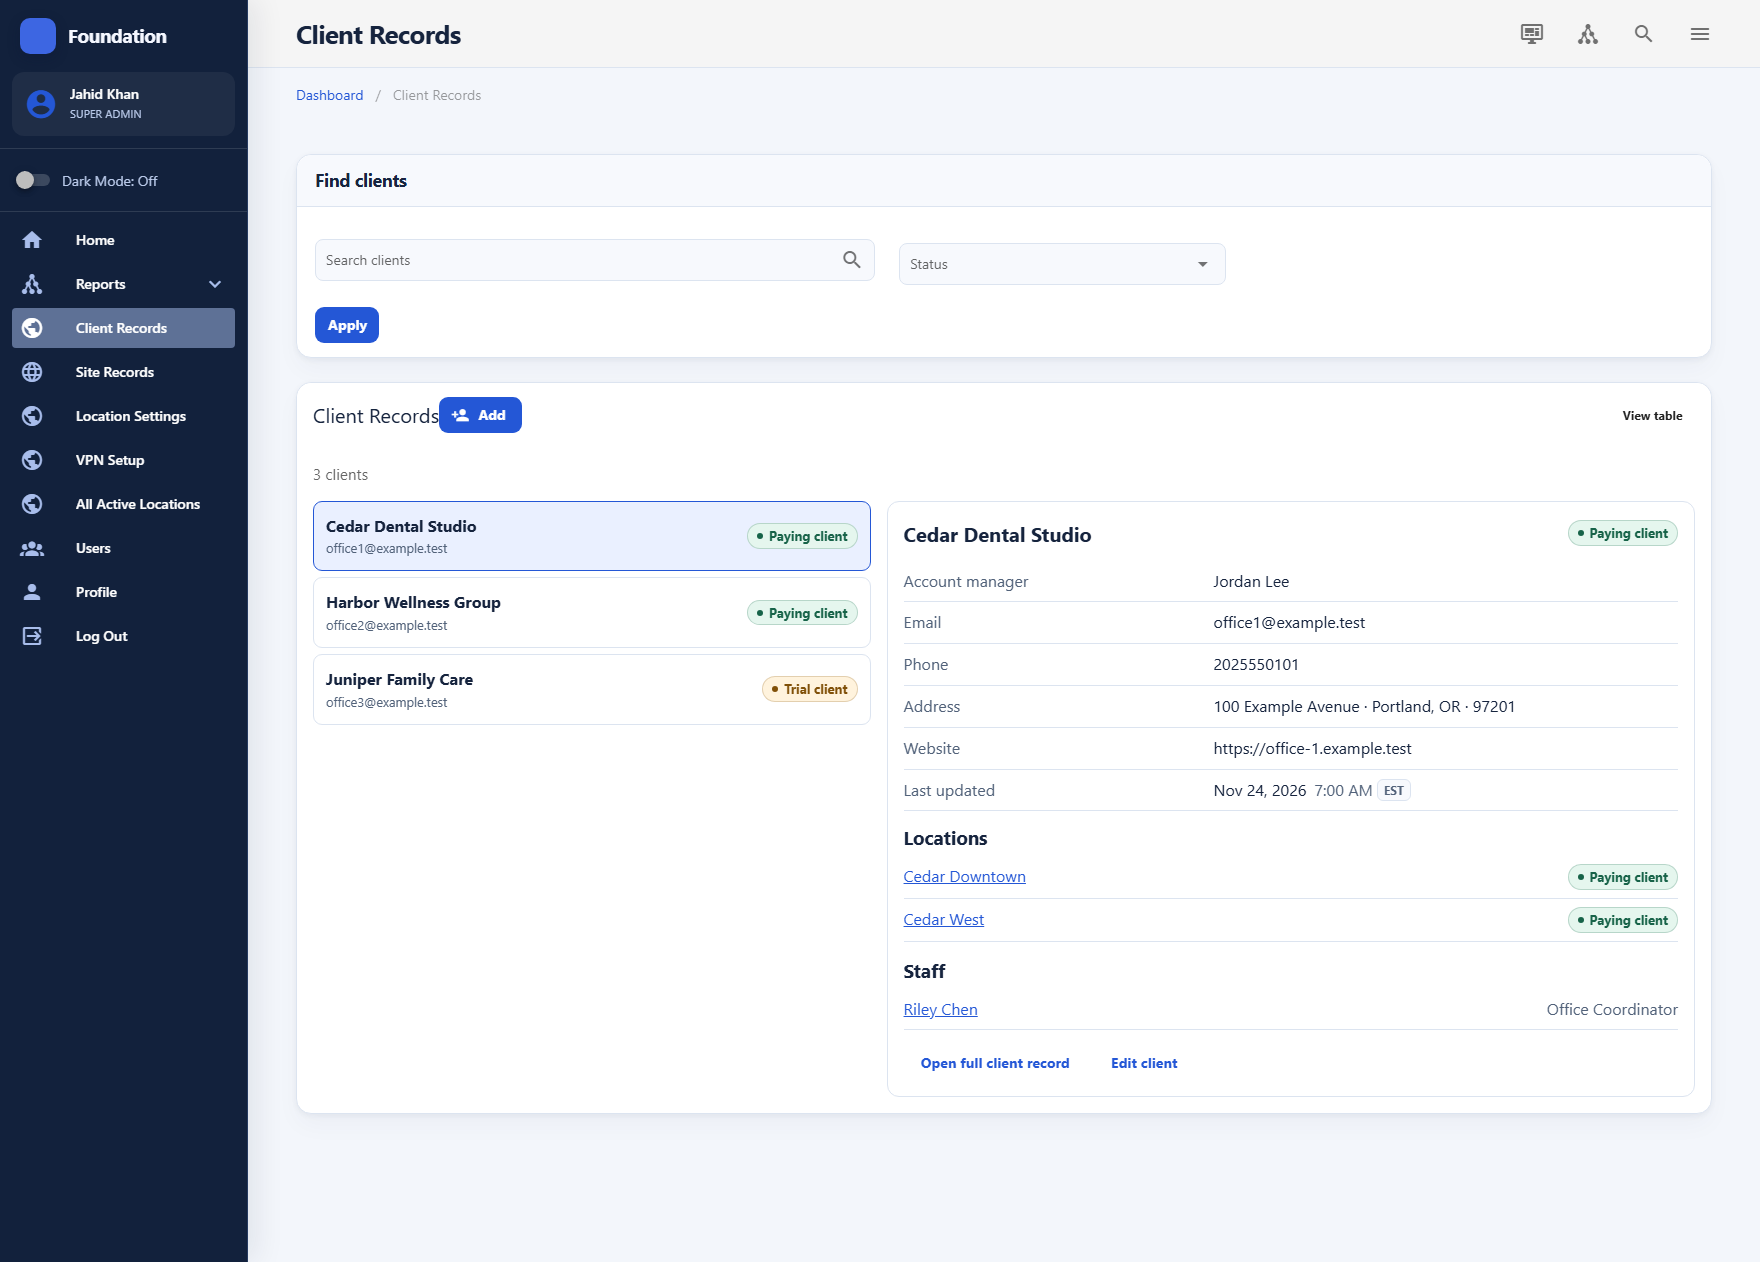 Foundation
Jahid Khan
SUPER ADMIN
Dark Mode: Off
Home
Reports
Client Records
Site Records
Location Settings
VPN Setup
All Active Locations
Users
Profile
Log Out
Client Records
Dashboard / Client Records
Find clients
Search clients
Status
Apply
Client Records
Add
View table
3 clients
Cedar Dental Studio
office1@example.test
Paying client
Harbor Wellness Group
office2@example.test
Paying client
Juniper Family Care
office3@example.test
Trial client
Cedar Dental Studio
Paying client
Account manager Jordan Lee
Email office1@example.test
Phone 2025550101
Address 100 Example Avenue · Portland, OR · 97201
Website https://office-1.example.test
Last updated Nov 24, 2026 7:00 AM EST
Locations
Cedar Downtown Paying client
Cedar West Paying client
Staff
Riley Chen Office Coordinator
Open full client record Edit client